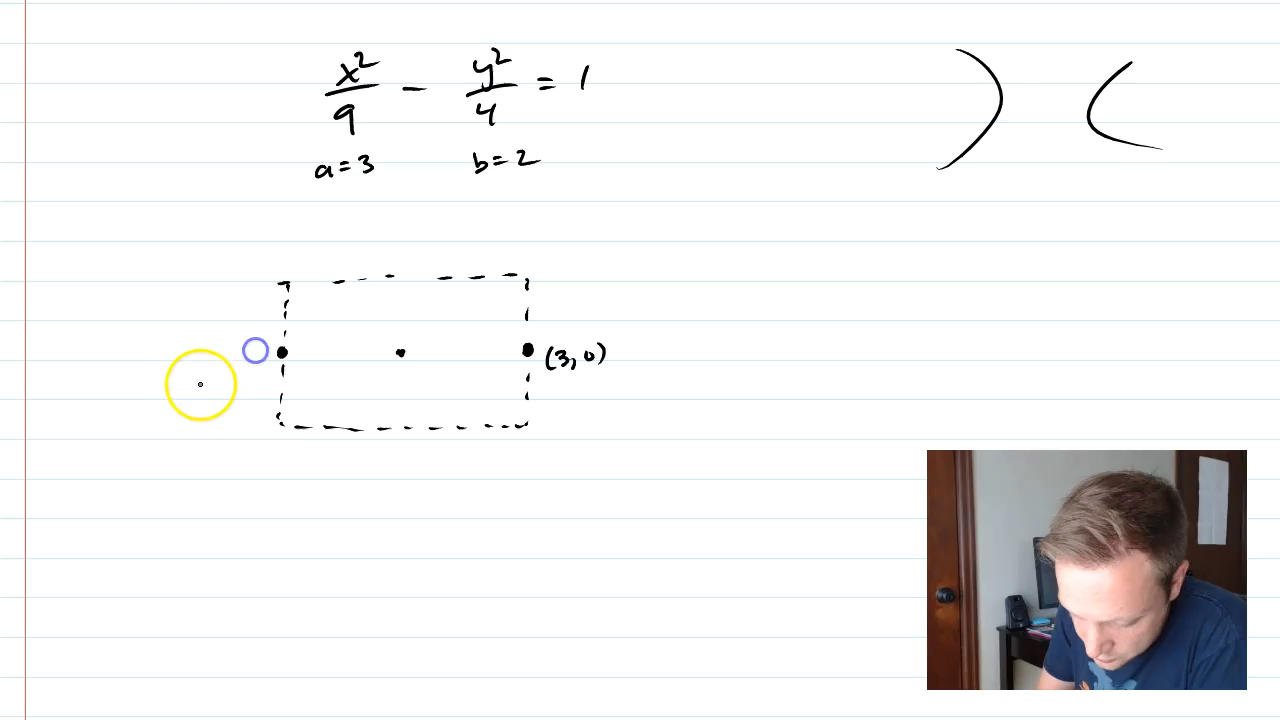 x²/9 - y²/4 = 1
a=3 b=2
(3,0)